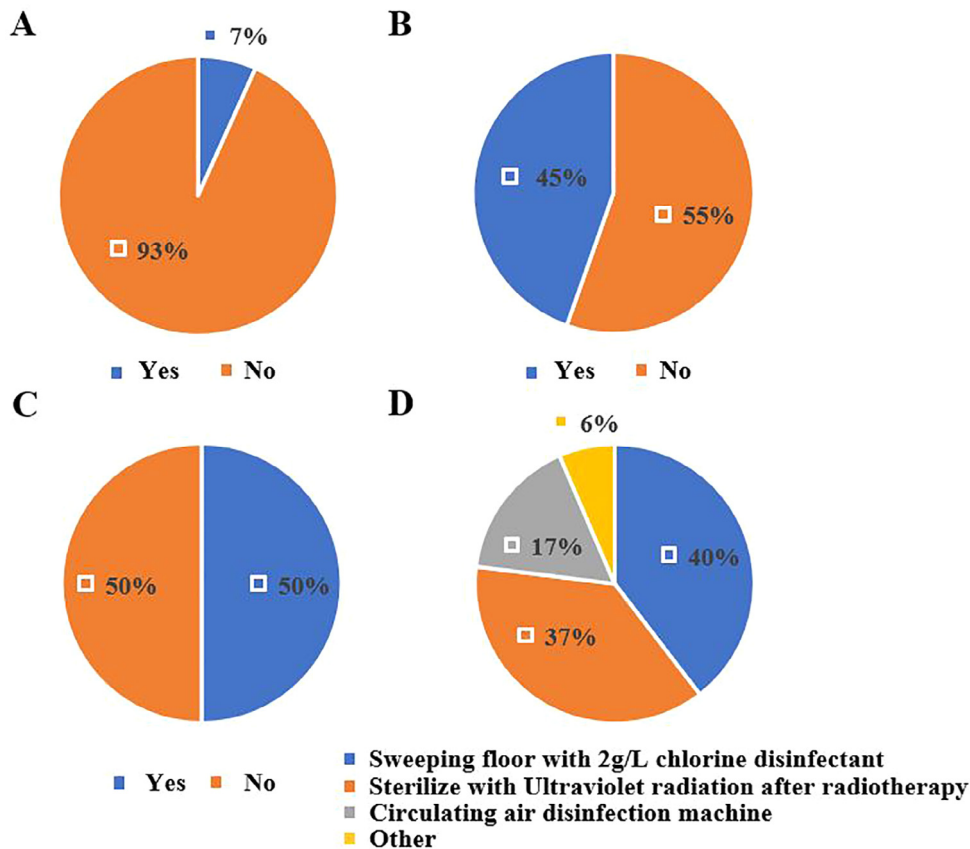 A
7%
93%
Yes No
B
45%
55%
Yes No
C
50%
50%
Yes No
D
6%
40%
17%
37%
Sweeping floor with 2g/L chlorine disinfectant
Sterilize with Ultraviolet radiation after radiotherapy
Circulating air disinfection machine
Other